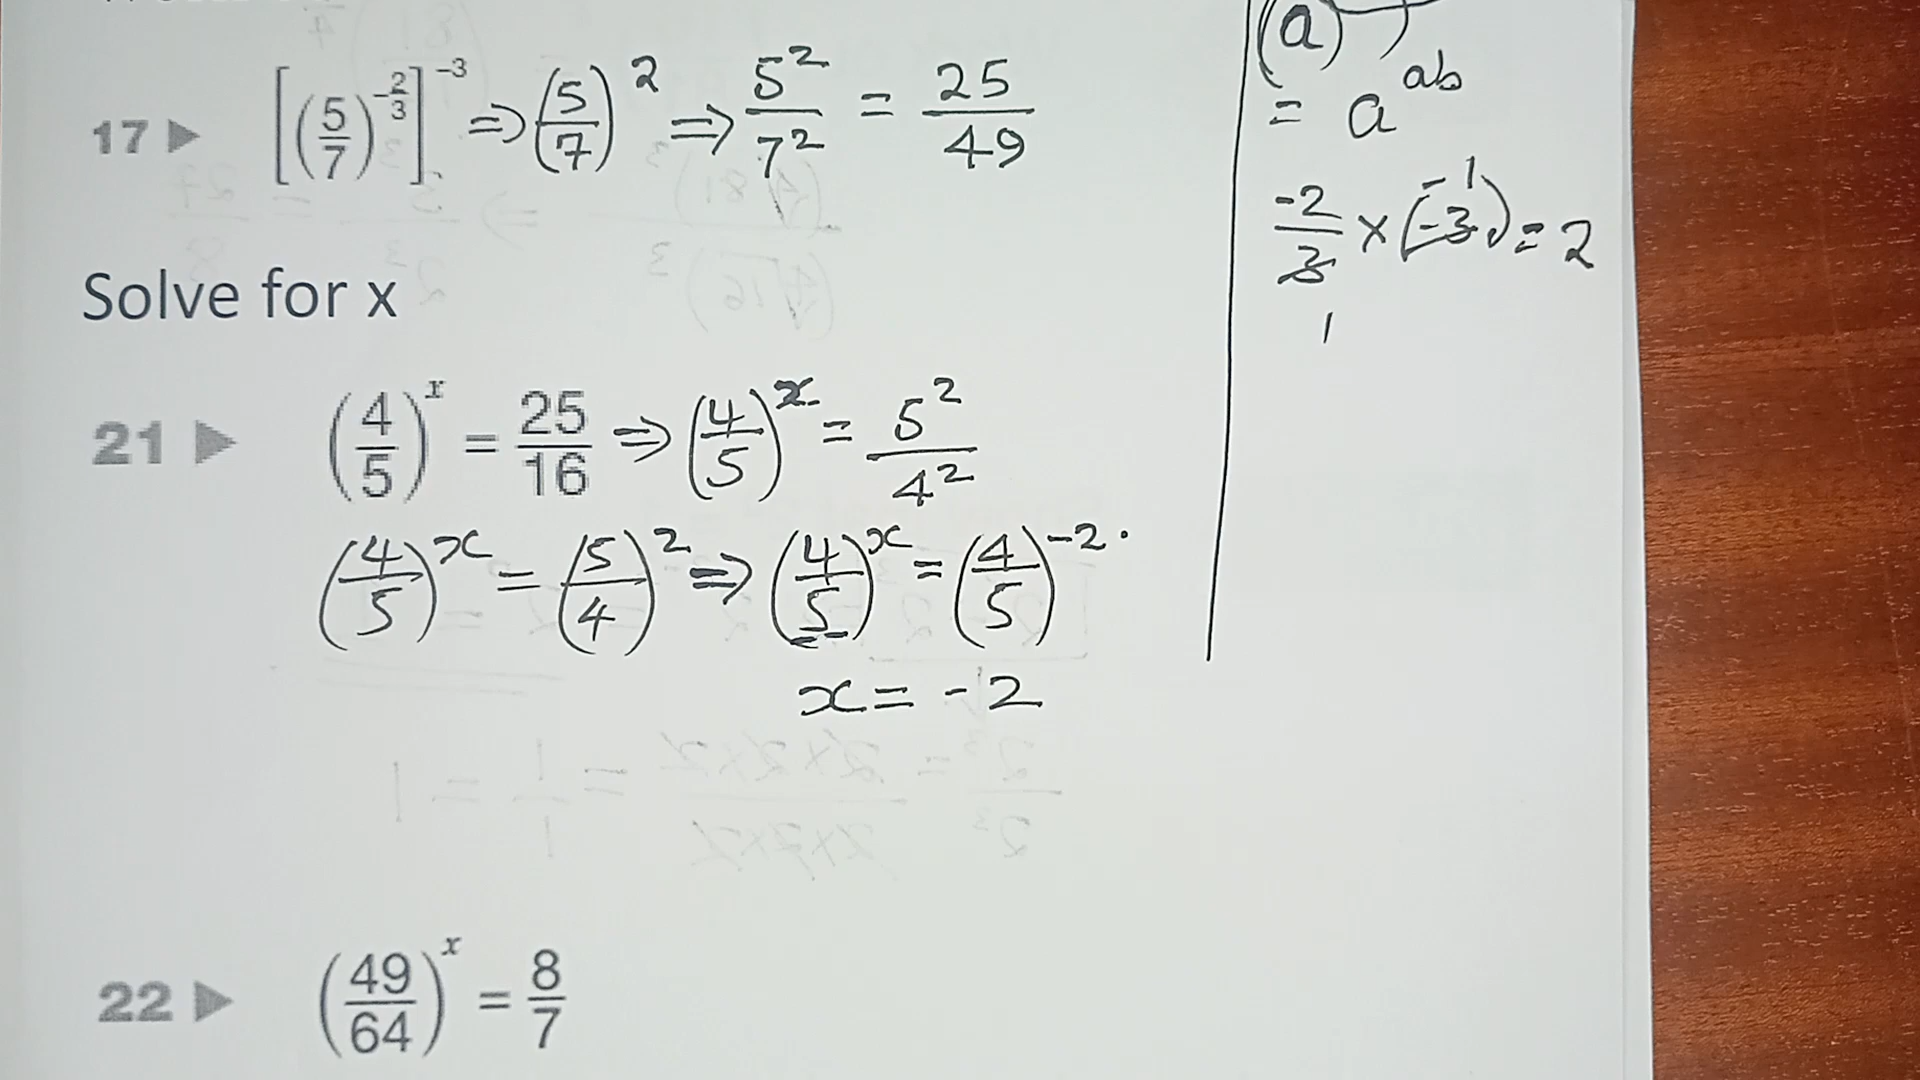 17 ▶ [(5/7)^(-2/3)]^-3 ⇒ (5/7)^2 ⇒ 5^2/7^2 = 25/49
Solve for x
21 ▶ (4/5)^x = 25/16 ⇒ (4/5)^x = 5^2/4^2
(4/5)^x = (5/4)^2 ⇒ (4/5)^x = (4/5)^-2.
x = -2
22 ▶ (49/64)^x = 8/7
(a)
= a^ab
-2/3 × (-3) = 2
-1
1